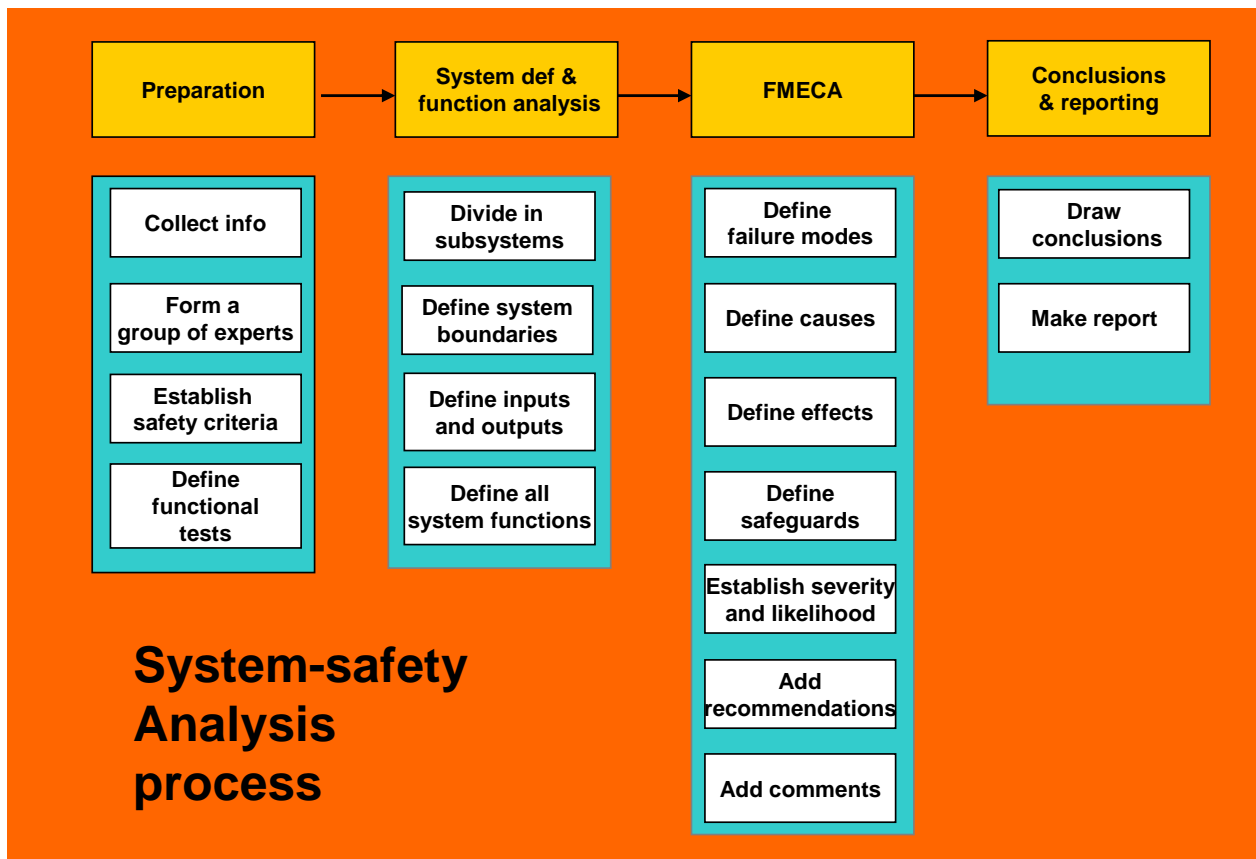 Preparation
System def &
function analysis
FMECA
Conclusions
& reporting
Collect info
Form a
group of experts
Establish
safety criteria
Define
functional
tests
Divide in
subsystems
Define system
boundaries
Define inputs
and outputs
Define all
system functions
Define
failure modes
Define causes
Define effects
Define
safeguards
Establish severity
and likelihood
Add
recommendations
Add comments
Draw
conclusions
Make report
System-safety
Analysis
process